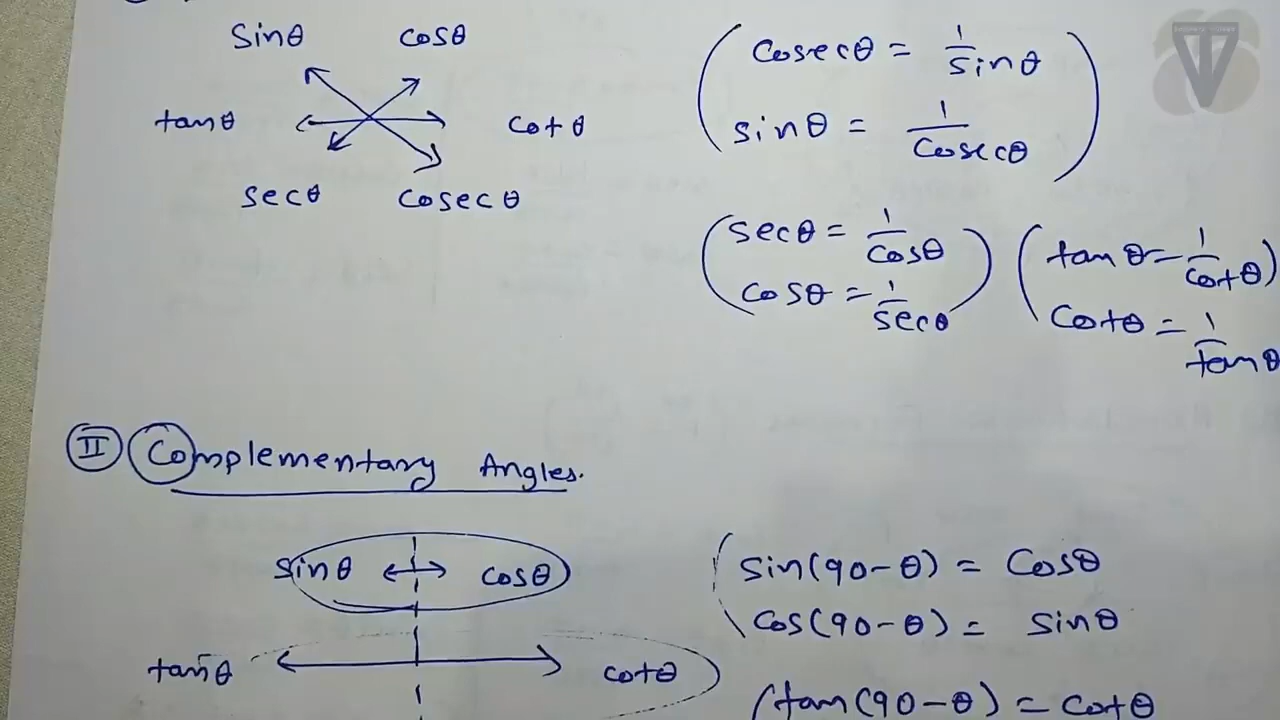 sinθ cosθ
tanθ cotθ
secθ cosecθ
cosecθ = 1/sinθ
sinθ = 1/cosecθ
secθ = 1/cosθ
cosθ = 1/secθ
tanθ = 1/cotθ
cotθ = 1/tanθ
II Complementary Angles.
sinθ cosθ
tanθ cotθ
sin(90-θ) = cosθ
cos(90-θ) = sinθ
tan(90-θ) = cotθ